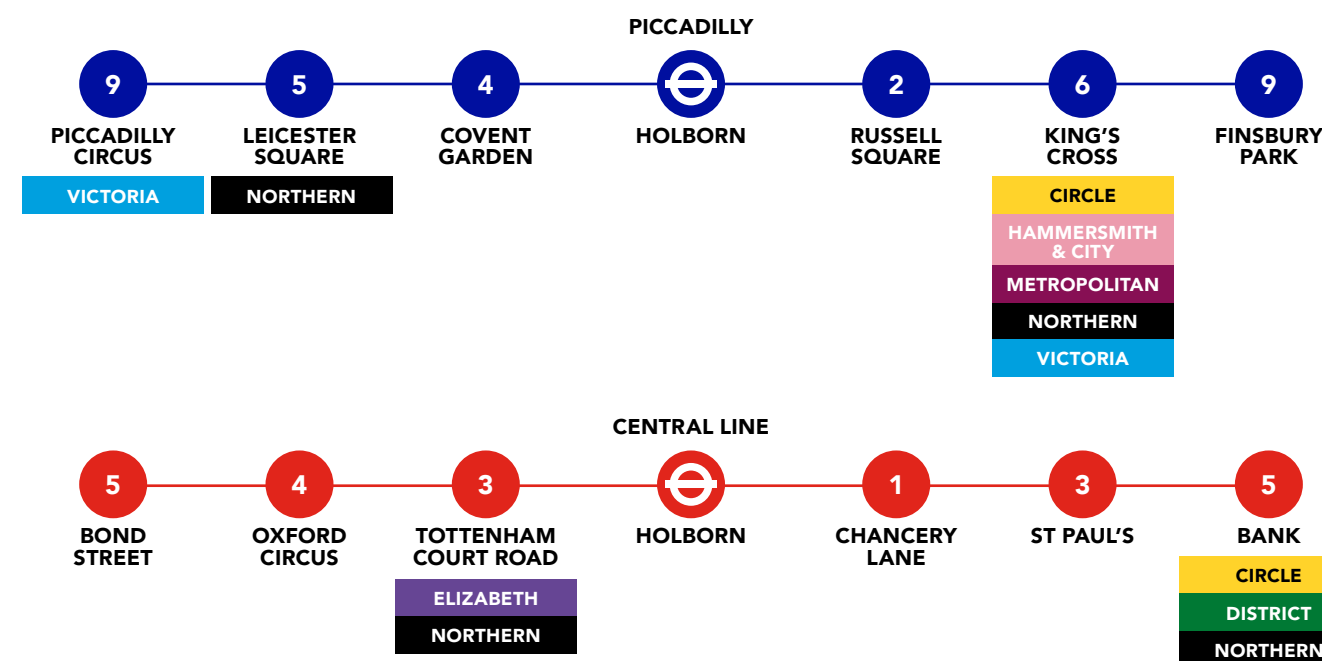 PICCADILLY
9
5
4
2
6
9
PICCADILLY
CIRCUS
LEICESTER
SQUARE
COVENT
GARDEN
HOLBORN
RUSSELL
SQUARE
KING'S
CROSS
FINSBURY
PARK
VICTORIA
NORTHERN
CIRCLE
HAMMERSMITH
& CITY
METROPOLITAN
NORTHERN
VICTORIA
CENTRAL LINE
5
4
3
1
3
5
BOND
STREET
OXFORD
CIRCUS
TOTTENHAM
COURT ROAD
HOLBORN
CHANCERY
LANE
ST PAUL'S
BANK
ELIZABETH
NORTHERN
CIRCLE
DISTRICT
NORTHERN